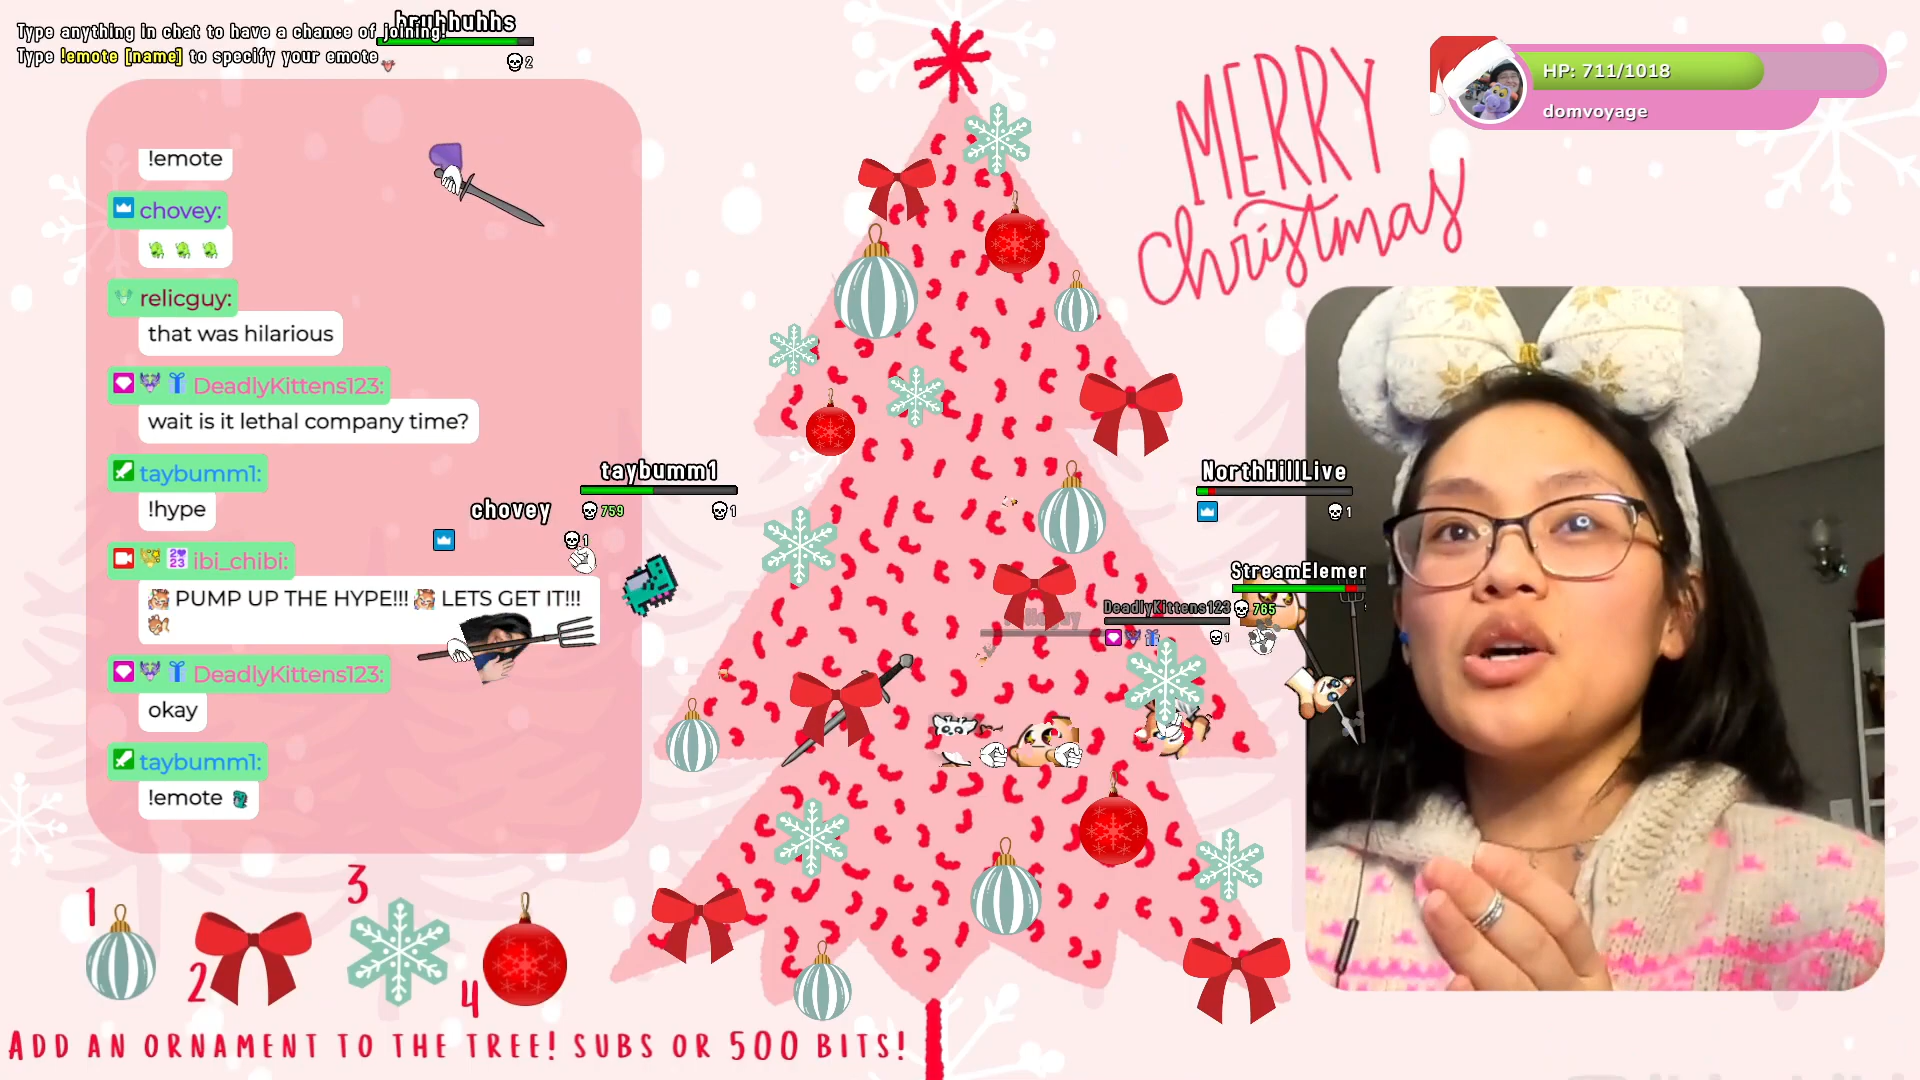 bruhhuhhs
Type anything in chat to have a chance of joining!
Type !emote [name] to specify your emote
2
HP: 711/1018
domvoyage
MERRY
Christmas
!emote
chovey:
relicguy:
that was hilarious
DeadlyKittens123:
wait is it lethal company time?
taybumm1:
!hype
ibi_chibi:
PUMP UP THE HYPE!!! LETS GET IT!!!
DeadlyKittens123:
okay
taybumm1:
!emote
chovey
1
taybumm1
759
1
NorthHillLive
1
StreamElemen
765
DeadlyKittens123
1
1
2
3
4
ADD AN ORNAMENT TO THE TREE! SUBS OR 500 BITS!